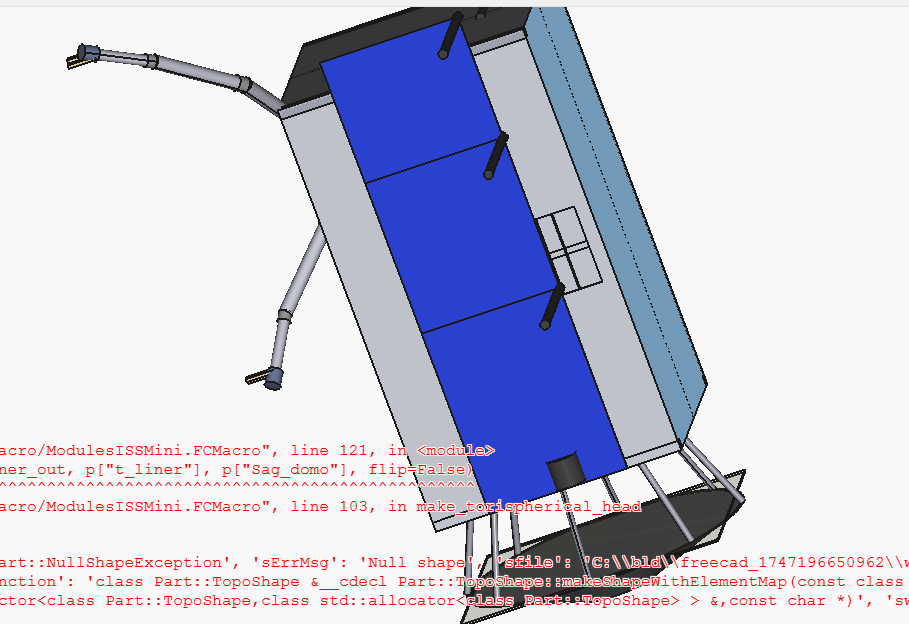 acro/ModulesISSMini.FCMacro", line 121, in <module>
ner_out, p["t_liner"], p["Sag_domo"], flip=False)
^^^^^^^^^^^^^^^^^^^^^^^^^^^^^^^^^^^^^^^^^^^^^^^^^
acro/ModulesISSMini.FCMacro", line 103, in make_torispherical_head
art::NullShapeException', 'sErrMsg': 'Null shape', 'sfile': 'C:\\bld\\freecad_1747196650962\\w
nction': 'class Part::TopoShape &__cdecl Part::TopoShape::makeShapeWithElementMap(const class
ctor<class Part::TopoShape,class std::allocator<class Part::TopoShape> > &,const char *)', 'sw